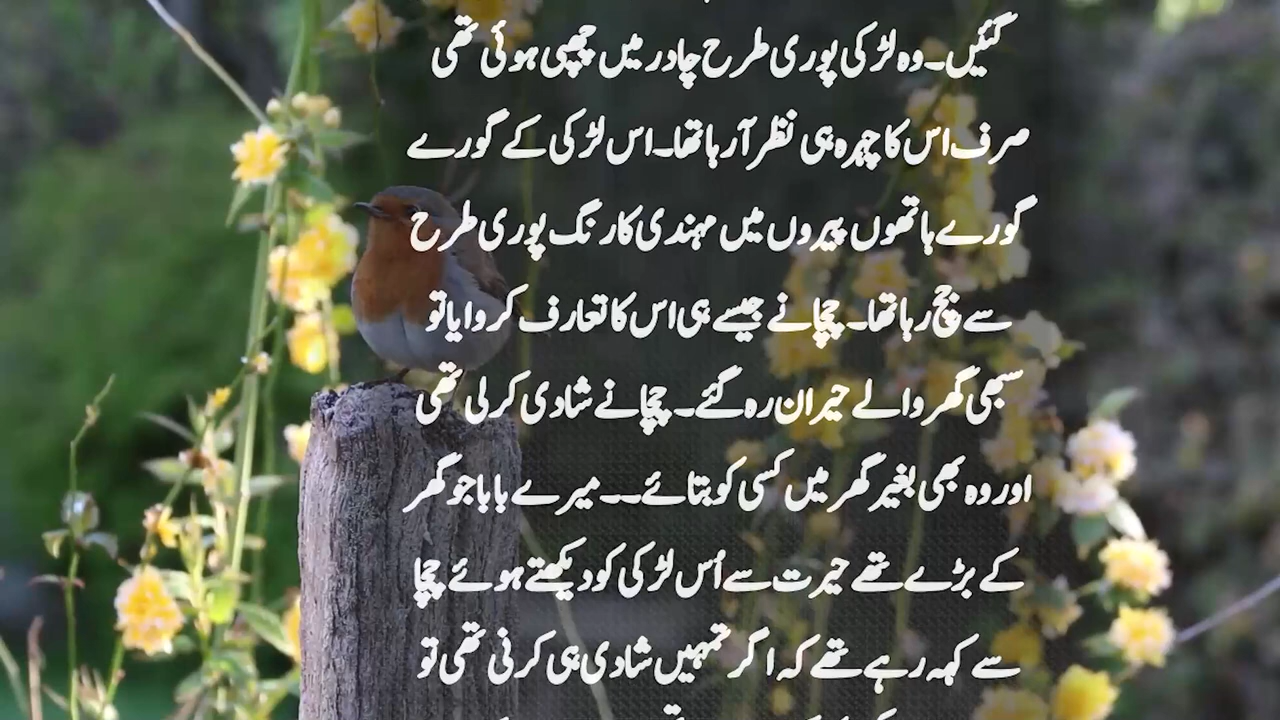 گئیں۔ وہ لڑکی پوری طرح چادر میں چھپی ہوئی تھی
صرف اس کا چہرہ ہی نظر آرہا تھا۔ اس لڑکی کے گورے
گورے ہاتھوں پیروں میں مہندی کا رنگ پوری طرح
سے جچ رہا تھا۔ چچا نے جیسے ہی اس کا تعارف کروایا تو
سبھی گھر والے حیران رہ گئے۔ چچا نے شادی کر لی تھی
اور وہ بھی بغیر گھر میں کسی کو بتائے۔۔ میرے بابا جو گھر
کے بڑے تھے حیرت سے اُس لڑکی کو دیکھتے ہوئے چچا
سے کہہ رہے تھے کہ اگر تمہیں شادی ہی کرنی تھی تو